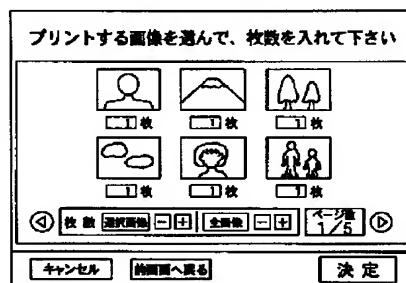 プリントする画像を選んで、枚数を入れて下さい
1枚 1枚 1枚
1枚 1枚 1枚
枚数 選択画像 − + 全画像 − + ページ数
1/5
キャンセル 前画面へ戻る 決定